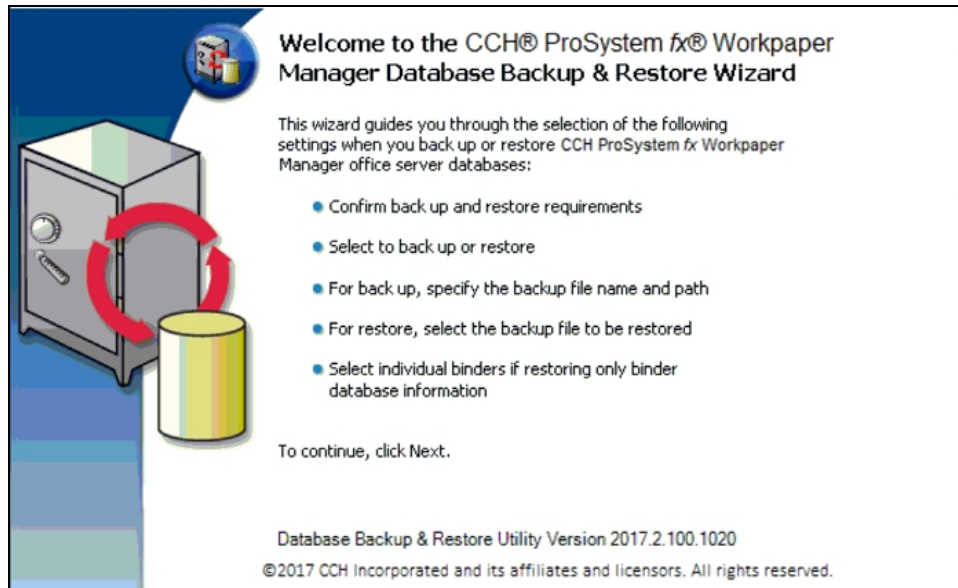 Welcome to the CCH® ProSystem fx® Workpaper
Manager Database Backup & Restore Wizard
This wizard guides you through the selection of the following
settings when you back up or restore CCH ProSystem fx Workpaper
Manager office server databases:
Confirm back up and restore requirements
Select to back up or restore
For back up, specify the backup file name and path
For restore, select the backup file to be restored
Select individual binders if restoring only binder
database information
To continue, click Next.
Database Backup & Restore Utility Version 2017.2.100.1020
©2017 CCH Incorporated and its affiliates and licensors. All rights reserved.